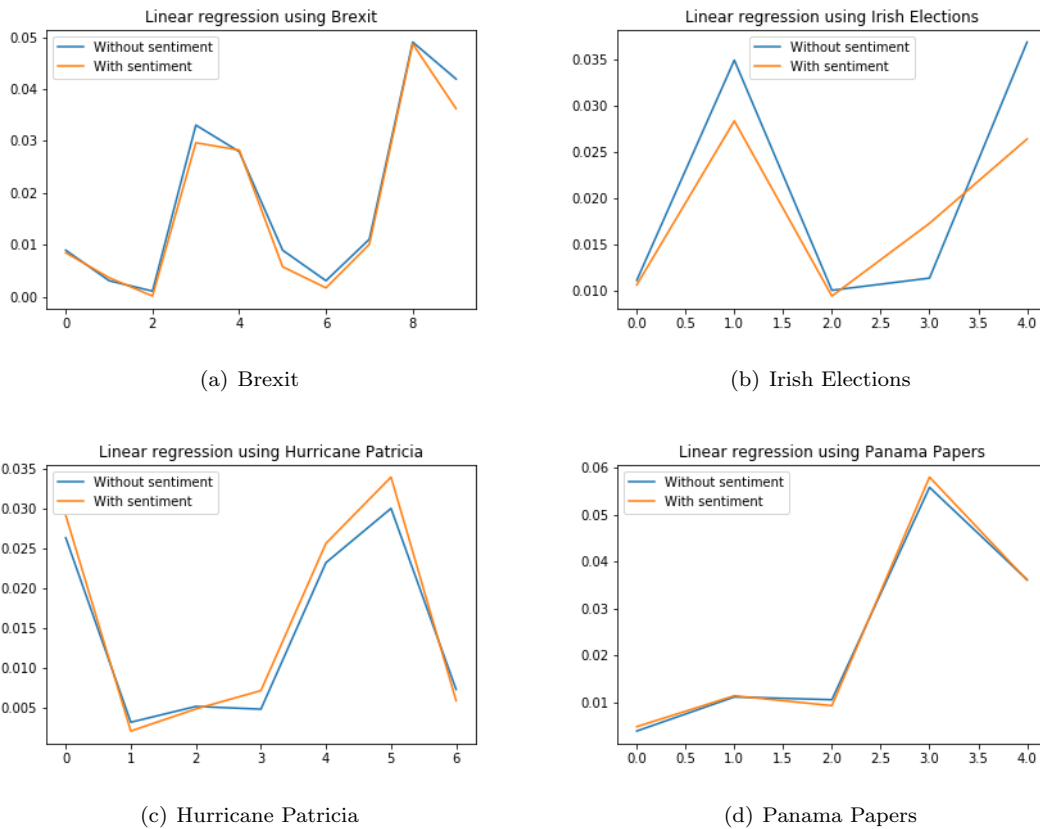 Linear regression using Brexit
Without sentiment
With sentiment
0.05
0.04
0.03
0.02
0.01
0.00
0 2 4 6 8
(a) Brexit
Linear regression using Irish Elections
Without sentiment
With sentiment
0.035
0.030
0.025
0.020
0.015
0.010
0.0 0.5 1.0 1.5 2.0 2.5 3.0 3.5 4.0
(b) Irish Elections
Linear regression using Hurricane Patricia
Without sentiment
With sentiment
0.035
0.030
0.025
0.020
0.015
0.010
0.005
0 1 2 3 4 5 6
(c) Hurricane Patricia
Linear regression using Panama Papers
Without sentiment
With sentiment
0.06
0.05
0.04
0.03
0.02
0.01
0.0 0.5 1.0 1.5 2.0 2.5 3.0 3.5 4.0
(d) Panama Papers